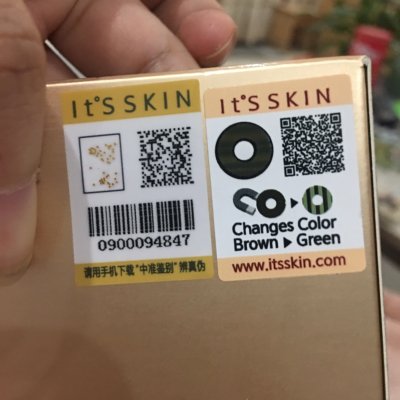 It'S SKIN
0900094847
请用手机下载"中准鉴别"辨真伪
It'S SKIN
Changes Color
Brown ▶ Green
www.itsskin.com